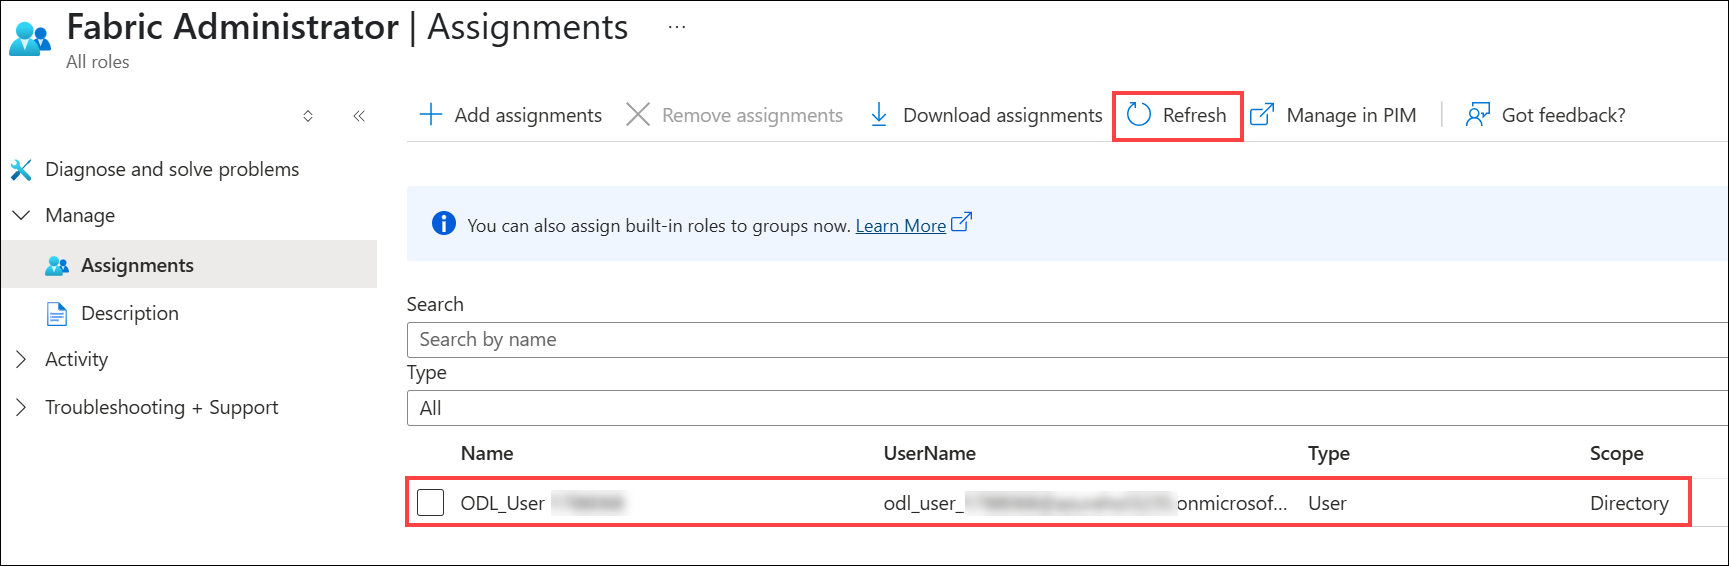 Fabric Administrator | Assignments ...
All roles
Add assignments Remove assignments Download assignments Refresh Manage in PIM Got feedback?
Diagnose and solve problems
Manage
Assignments
Description
Activity
Troubleshooting + Support
You can also assign built-in roles to groups now. Learn More
Search
Search by name
Type
All
Name UserName Type Scope
ODL_User odl_user_ onmicrosof... User Directory